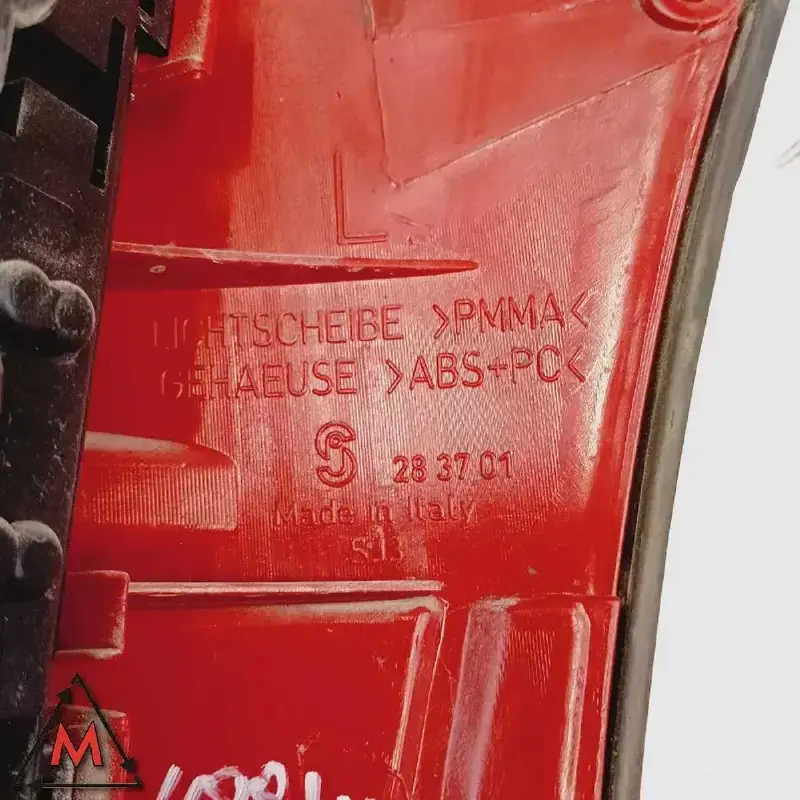 L
LICHTSCHEIBE >PMMA<
GEHAEUSE >ABS+PC<
S 28 37 01
Made in Italy
M